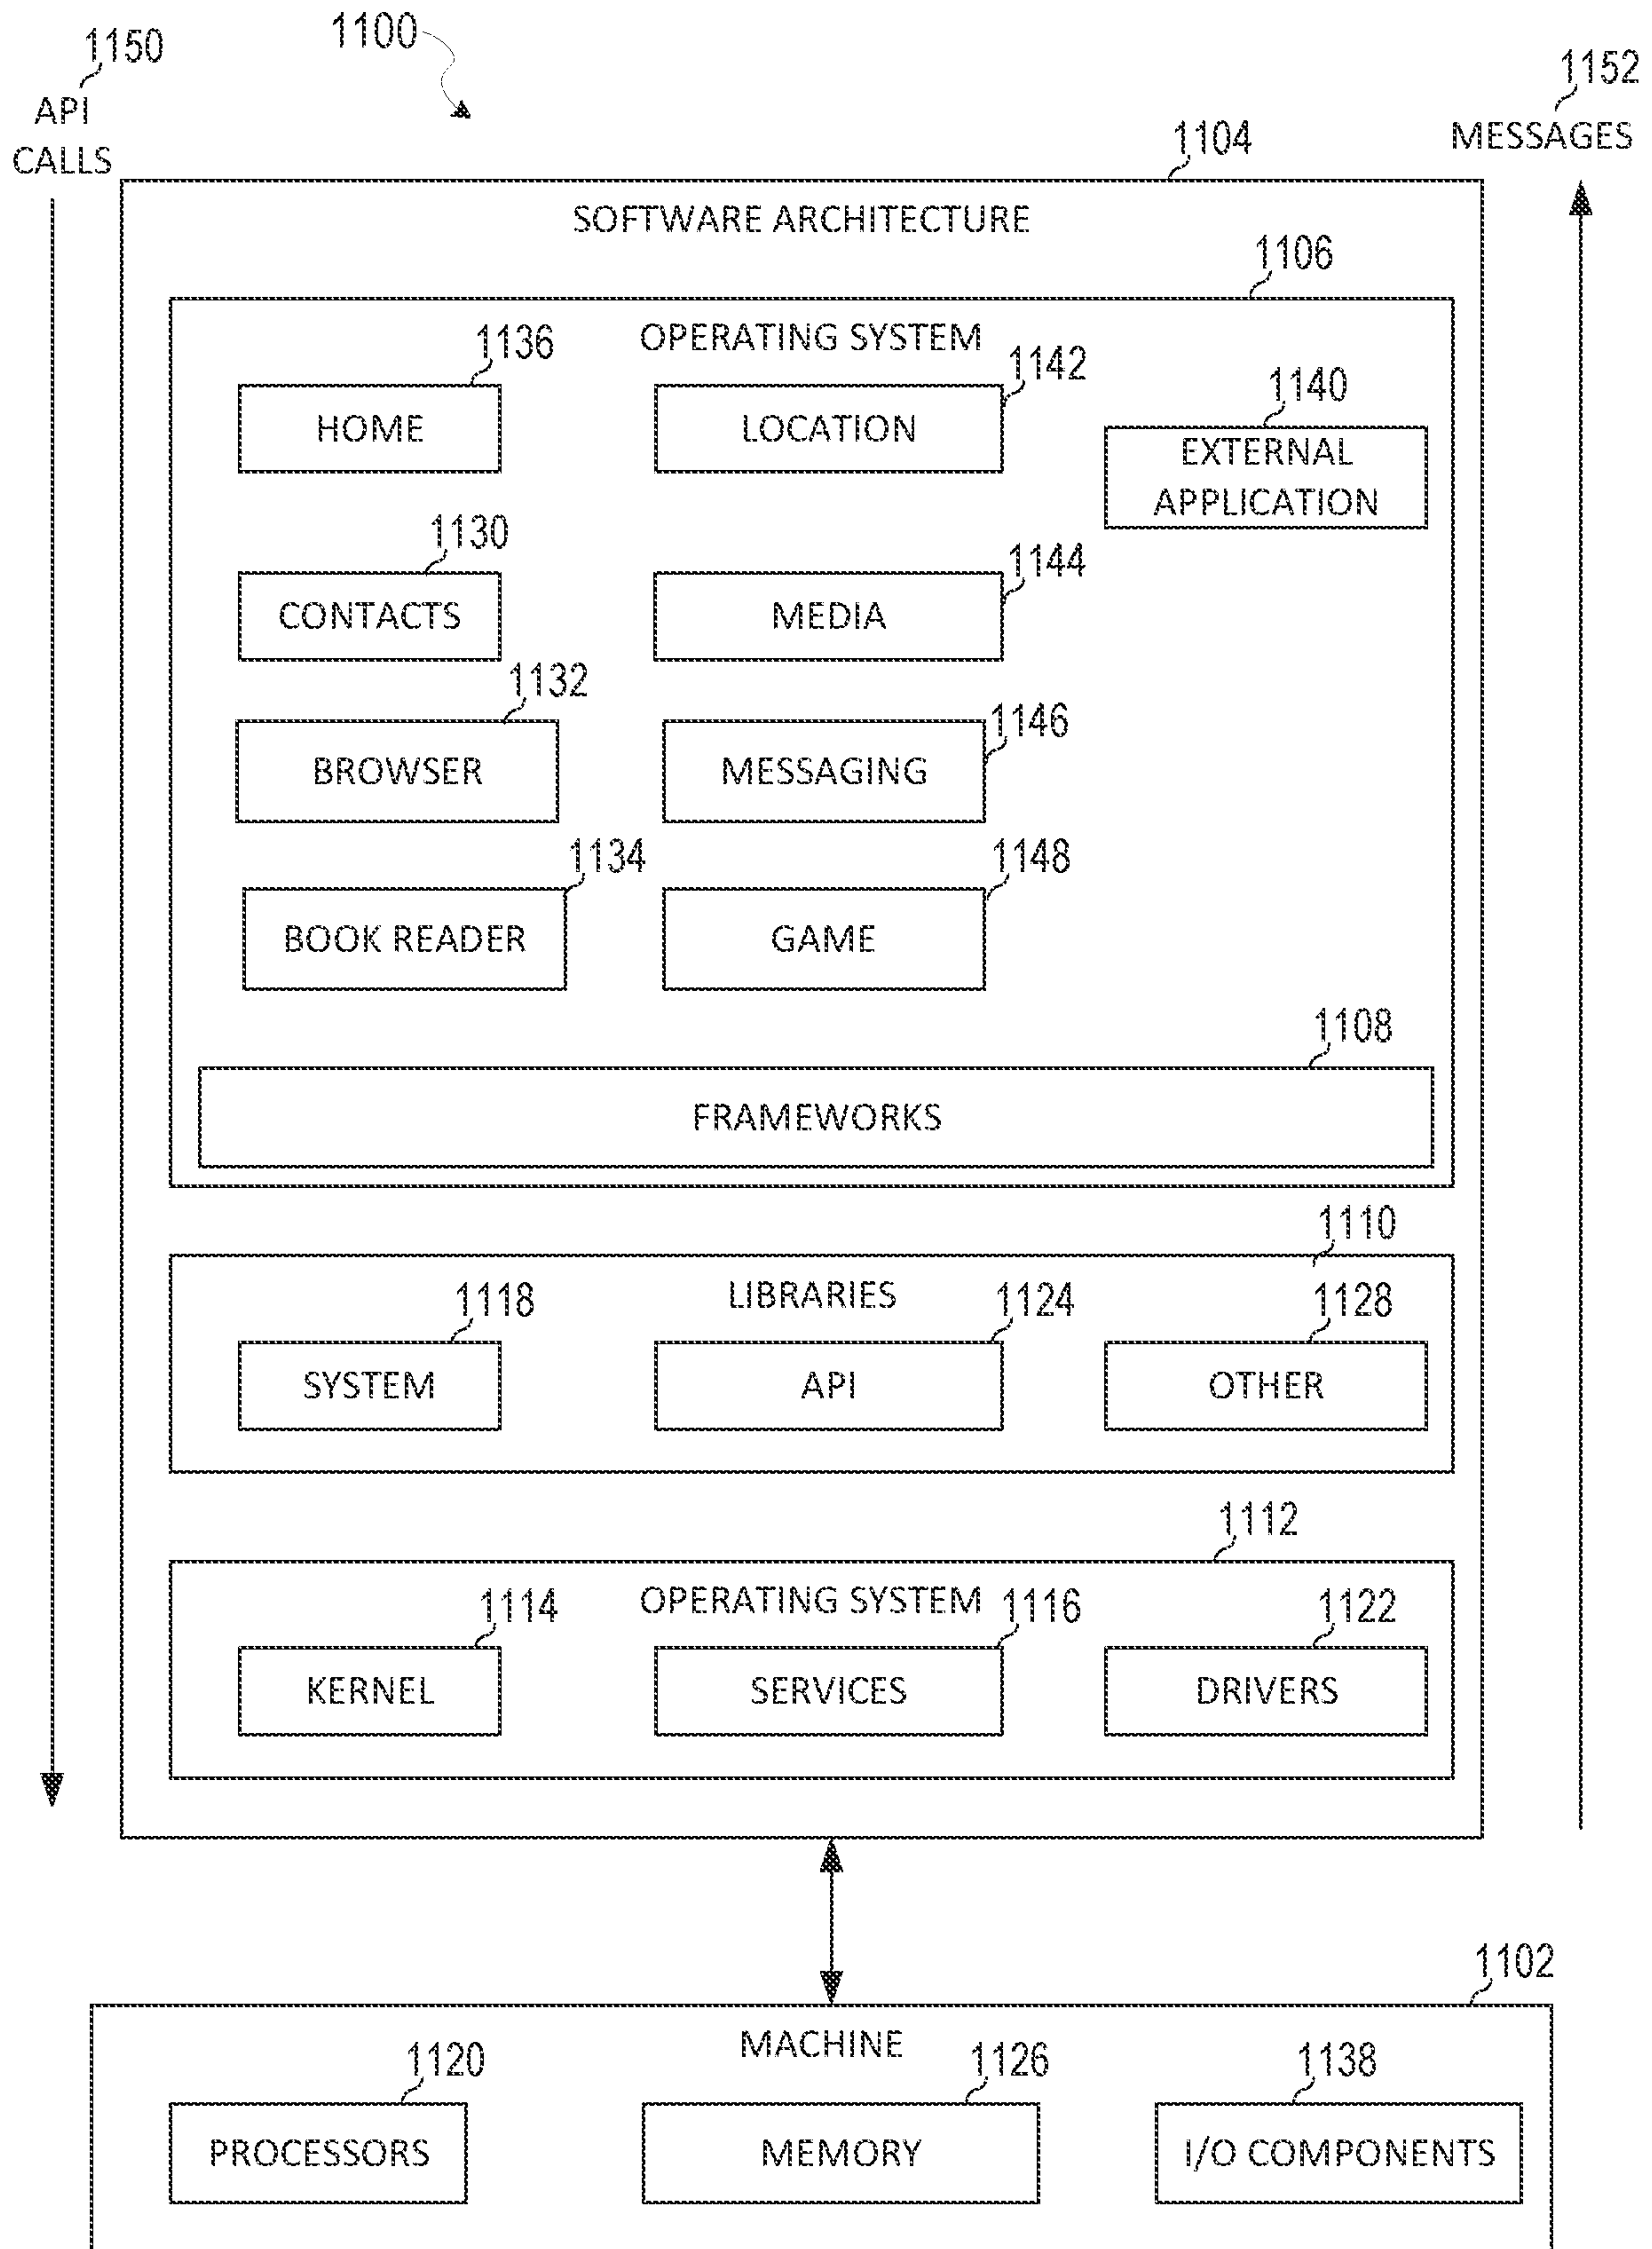 1100
1150
API
CALLS
1152
MESSAGES
1104
SOFTWARE ARCHITECTURE
1106
OPERATING SYSTEM
1136
HOME
1142
LOCATION
1140
EXTERNAL
APPLICATION
1130
CONTACTS
1144
MEDIA
1132
BROWSER
1146
MESSAGING
1134
BOOK READER
1148
GAME
1108
FRAMEWORKS
1110
LIBRARIES
1118
SYSTEM
1124
API
1128
OTHER
1112
OPERATING SYSTEM
1114
KERNEL
1116
SERVICES
1122
DRIVERS
1102
MACHINE
1120
PROCESSORS
1126
MEMORY
1138
I/O COMPONENTS